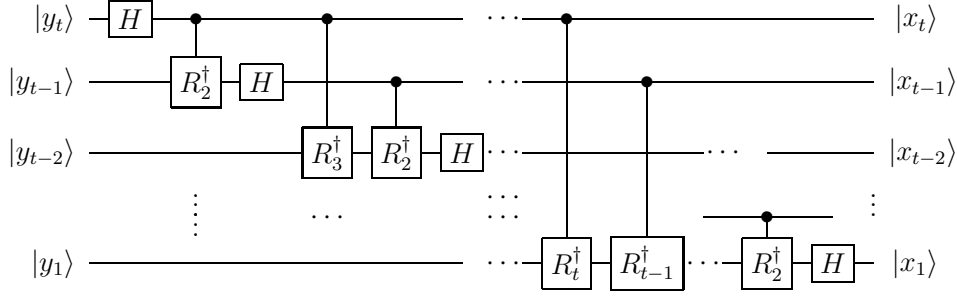 |y_t⟩ H ··· |x_t⟩
|y_{t−1}⟩ R_2^† H ··· |x_{t−1}⟩
|y_{t−2}⟩ R_3^† R_2^† H ··· ··· |x_{t−2}⟩
⋮ ··· ··· ⋮
|y_1⟩ ··· R_t^† R_{t−1}^† ··· R_2^† H |x_1⟩